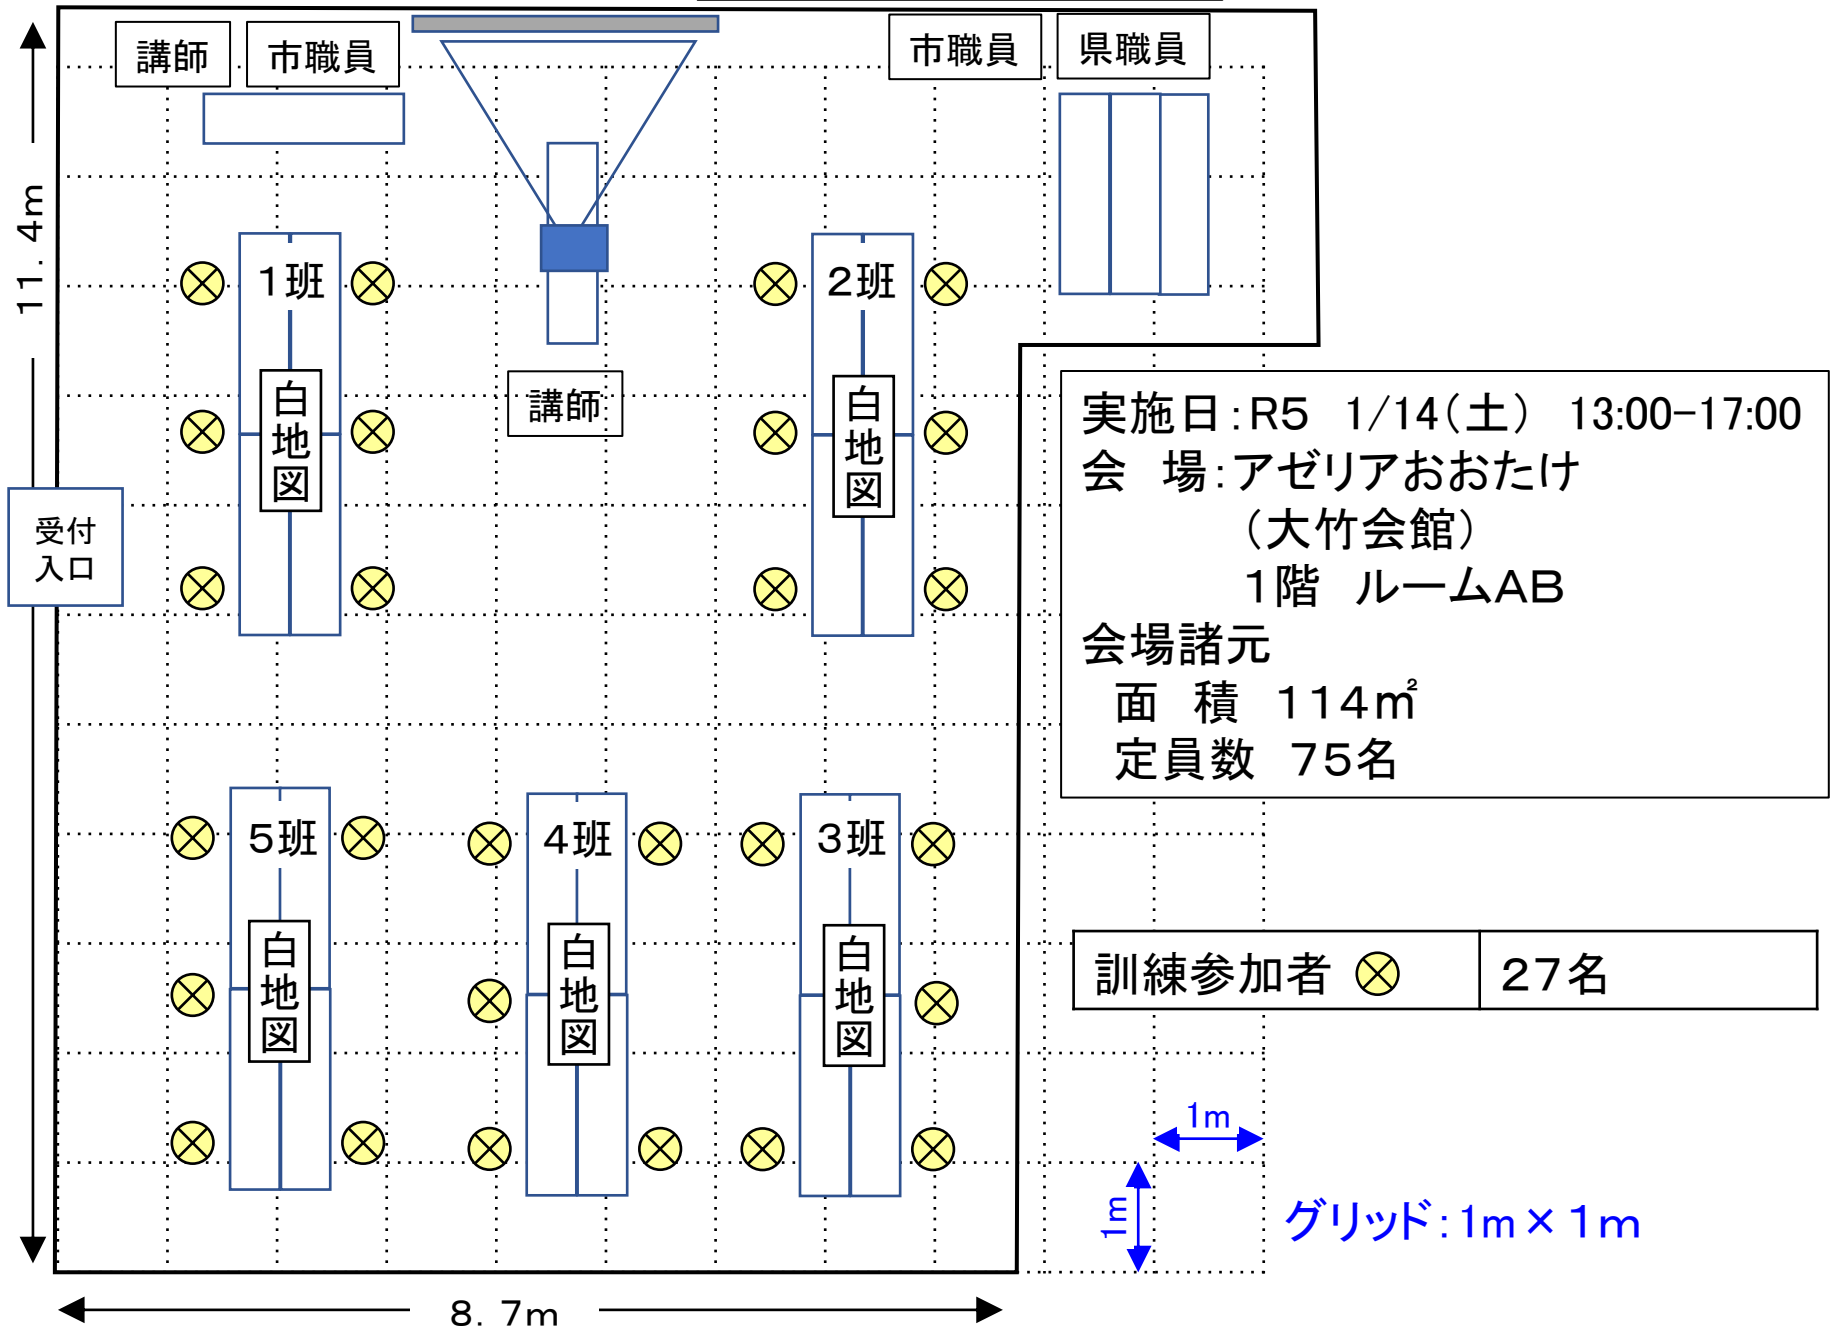 講師
市職員
市職員
県職員
11.4m
1班
2班
白地図
講師
白地図
受付
入口
実施日:R5 1/14(土) 13:00-17:00
会 場:アゼリアおおたけ
(大竹会館)
1階 ルームAB
会場諸元
面 積 114㎡
定員数 75名
5班
4班
3班
白地図
白地図
白地図
訓練参加者 27名
1m
1m
グリッド:1m×1m
8.7m